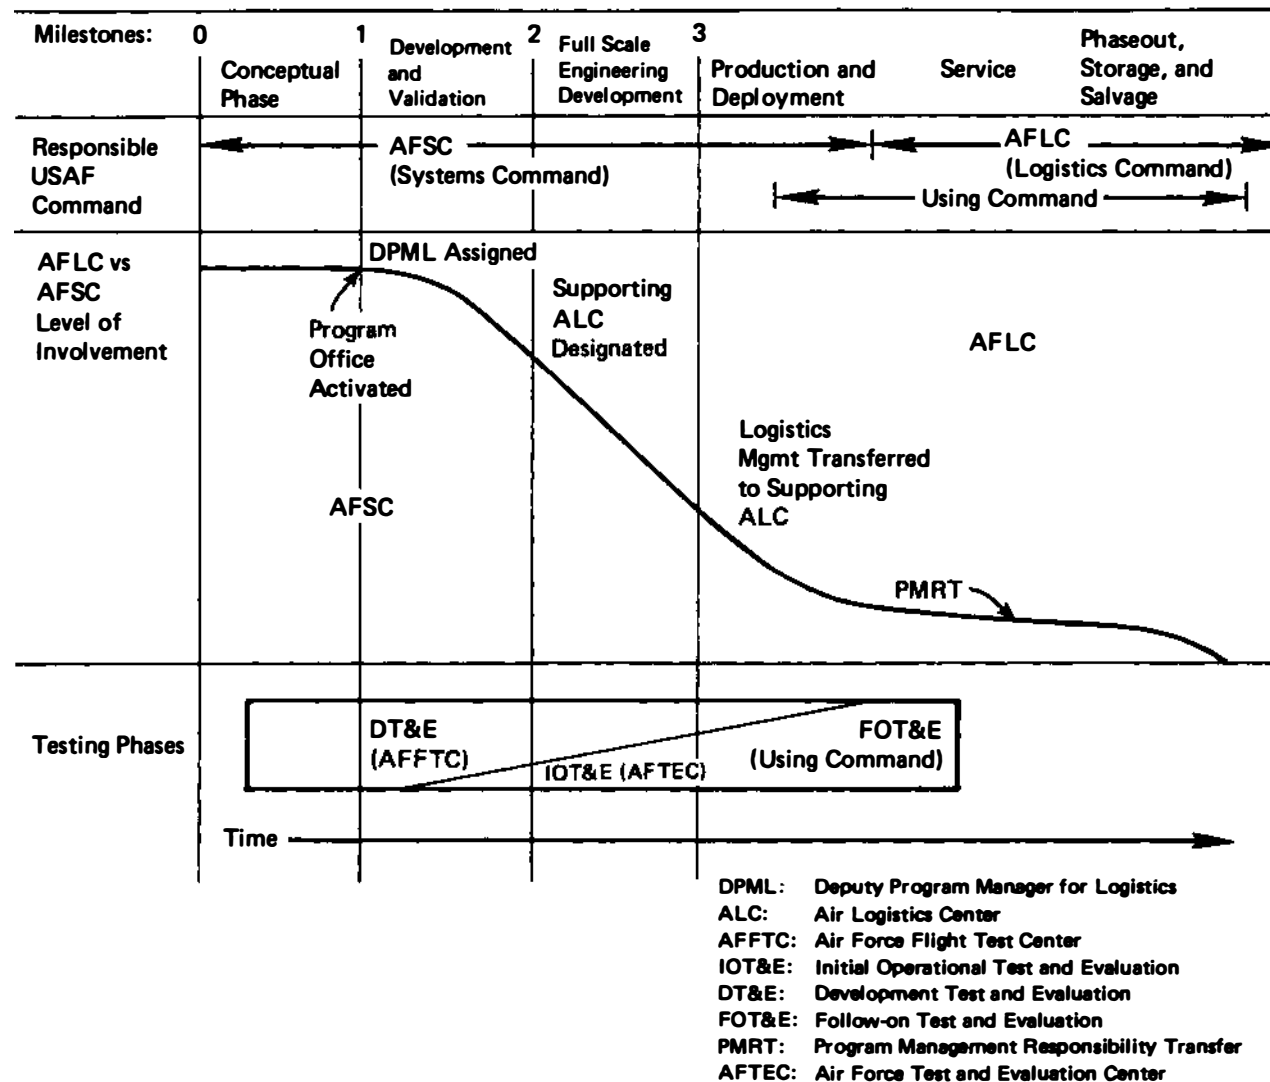 Milestones:
0
1
2
3
Conceptual
Phase
Development
and
Validation
Full Scale
Engineering
Development
Production and
Deployment
Service
Phaseout,
Storage, and
Salvage
Responsible
USAF
Command
AFSC
(Systems Command)
AFLC
(Logistics Command)
Using Command
AFLC vs
AFSC
Level of
Involvement
DPML Assigned
Program
Office
Activated
Supporting
ALC
Designated
AFLC
AFSC
Logistics
Mgmt Transferred
to Supporting
ALC
PMRT
Testing Phases
DT&E
(AFFTC)
IOT&E (AFTEC)
FOT&E
(Using Command)
Time
DPML: Deputy Program Manager for Logistics
ALC: Air Logistics Center
AFFTC: Air Force Flight Test Center
IOT&E: Initial Operational Test and Evaluation
DT&E: Development Test and Evaluation
FOT&E: Follow-on Test and Evaluation
PMRT: Program Management Responsibility Transfer
AFTEC: Air Force Test and Evaluation Center